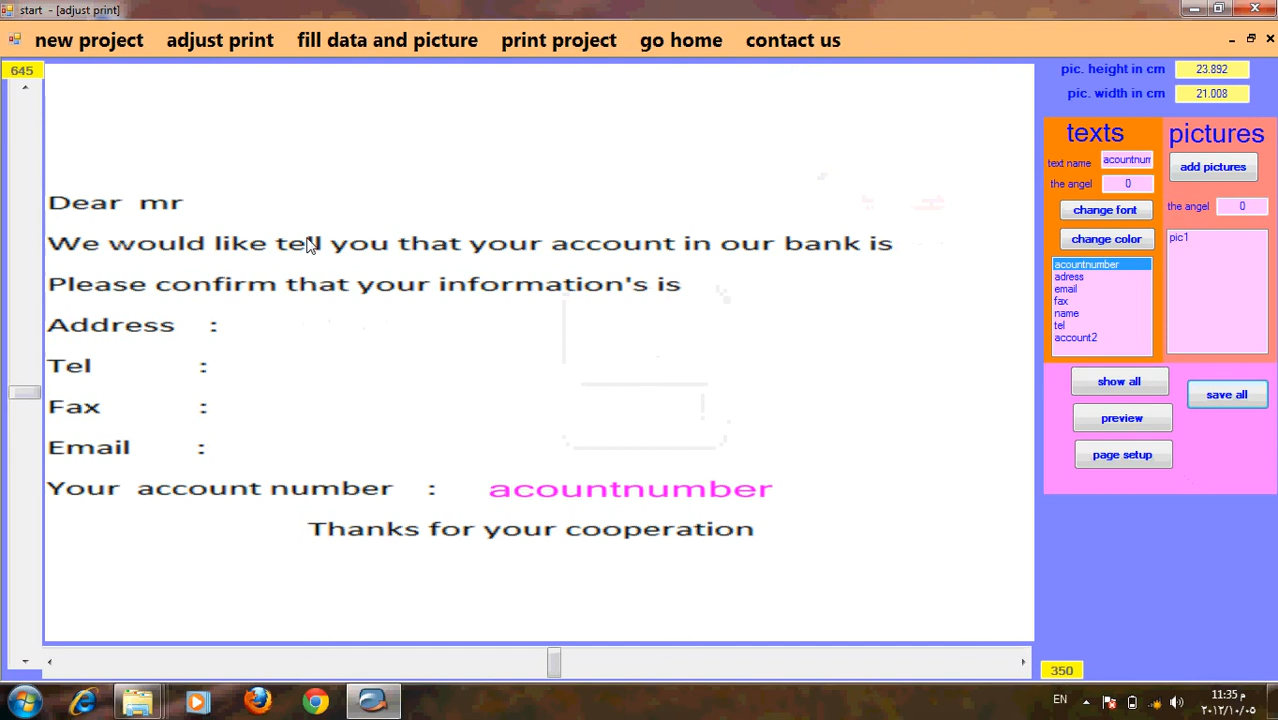 start - [adjust print]
new project adjust print fill data and picture print project go home contact us
645
pic. height in cm 23.892
pic. width in cm 21.008
texts
text name acountnum
the angel 0
change font
change color
acountnumber
adress
email
fax
name
tel
account2
pictures
add pictures
the angel 0
pic1
show all
save all
preview
page setup
Dear mr
We would like tell you that your account in our bank is
Please confirm that your information's is
Address :
Tel :
Fax :
Email :
Your account number : acountnumber
Thanks for your cooperation
350
EN
11:35 م
٢٠١٢/١٠/٠٥